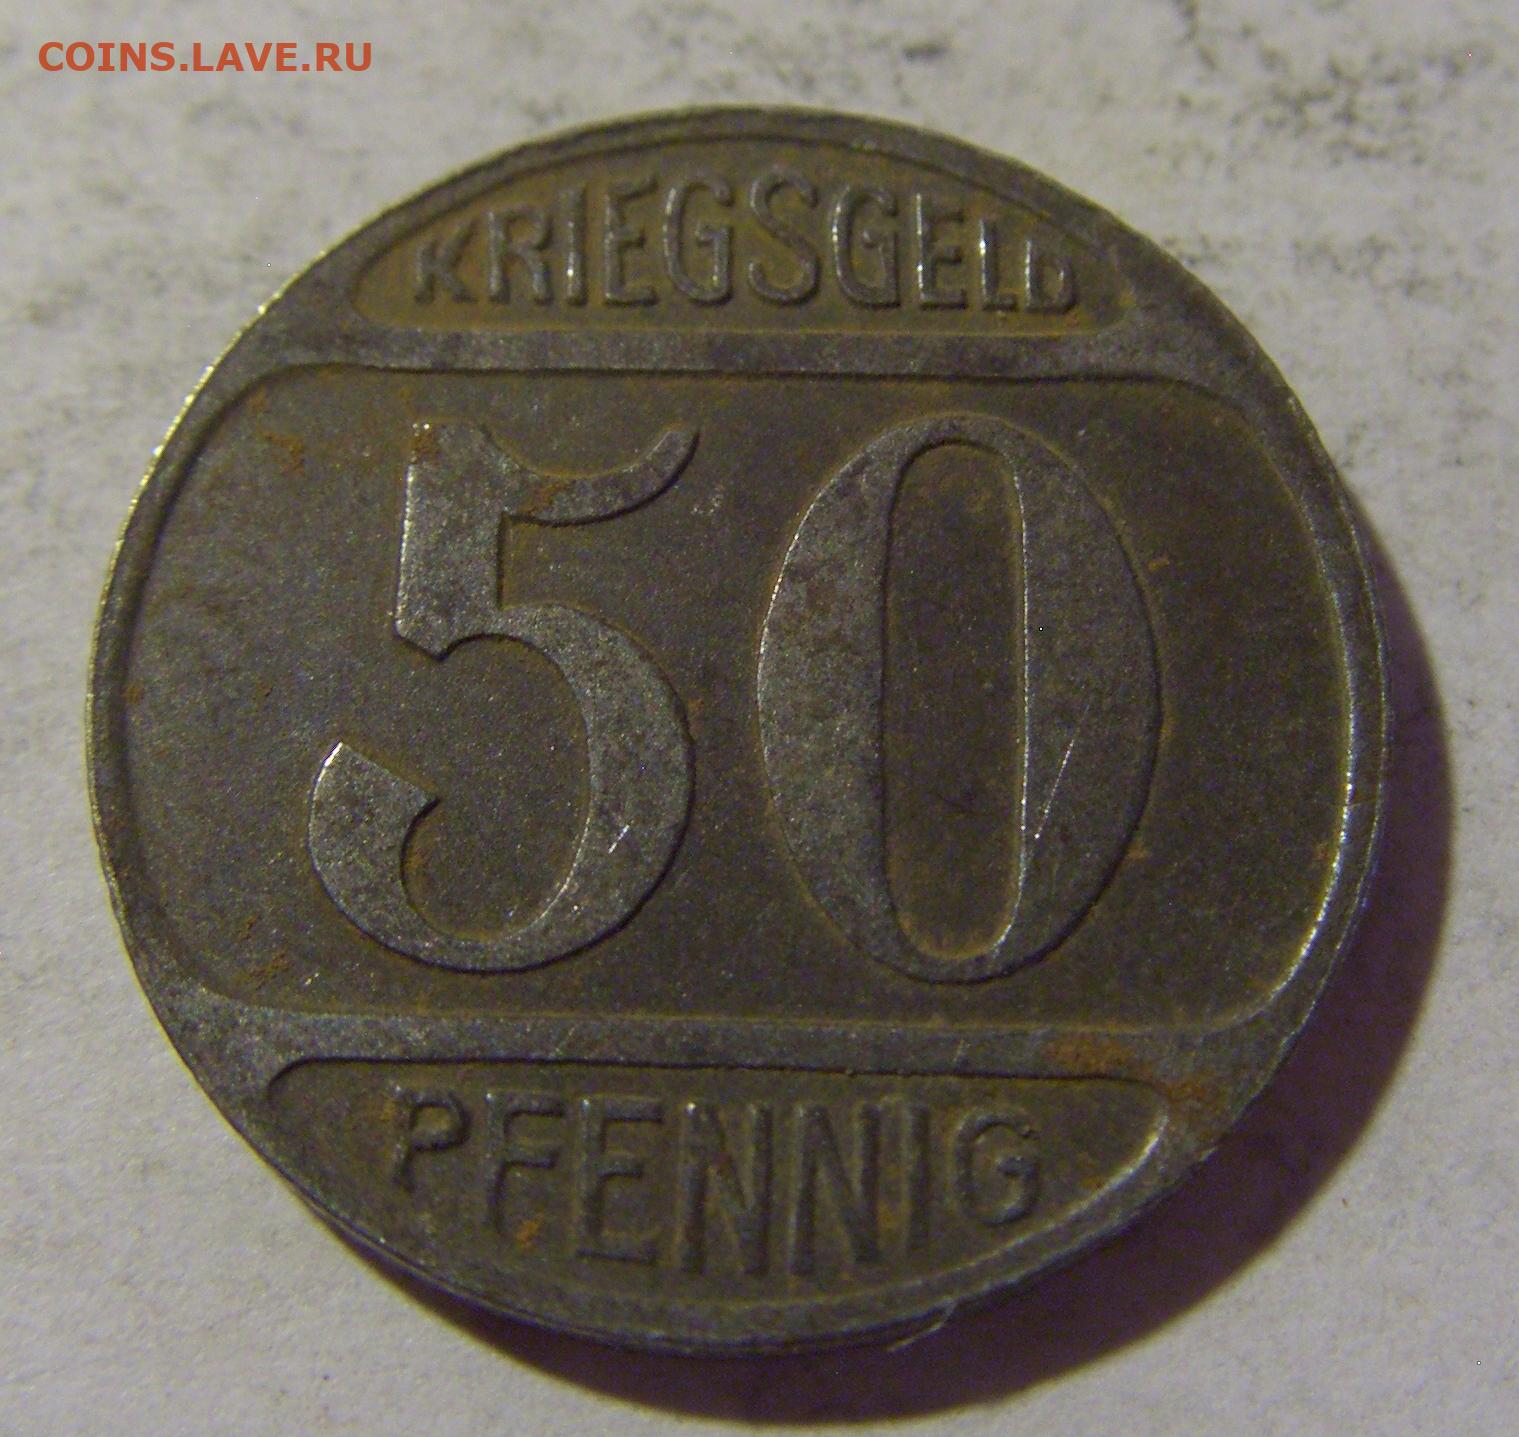 COINS.LAVE.RU
KRIEGSGELD
50
PFENNIG